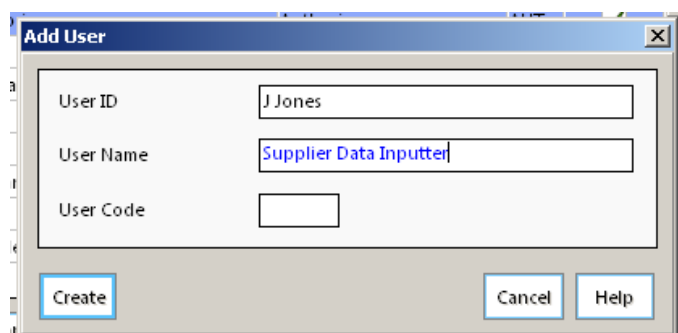 Add User
User ID
J Jones
User Name
Supplier Data Inputter
User Code
Create
Cancel
Help